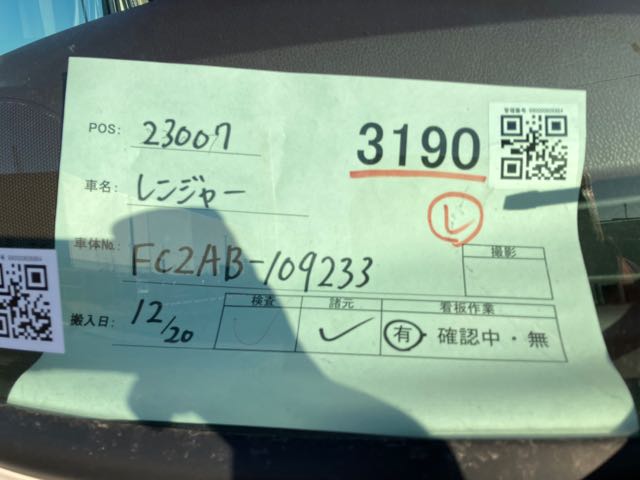 POS: 23007
3190
車名: レンジャー
レ
車体No. FC2AB-109233
撮影
搬入日: 12/20
検査 諸元 看板作業
有・確認中・無